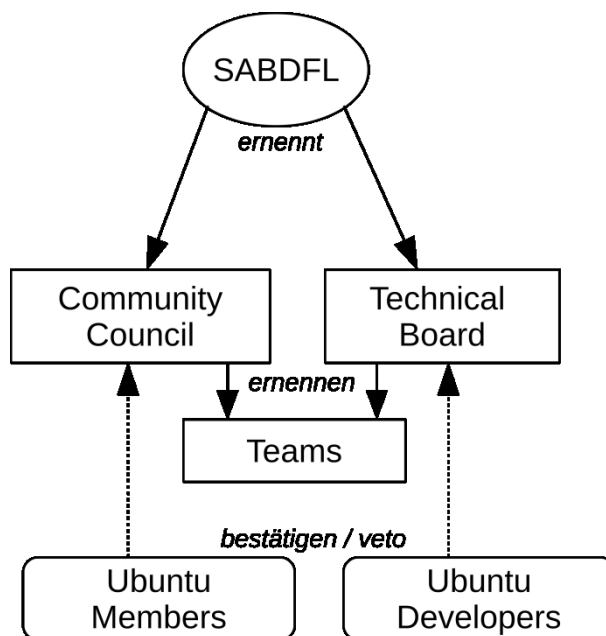 SABDFL
ernennt
Community
Council
Technical
Board
ernennen
Teams
bestätigen / veto
Ubuntu
Members
Ubuntu
Developers